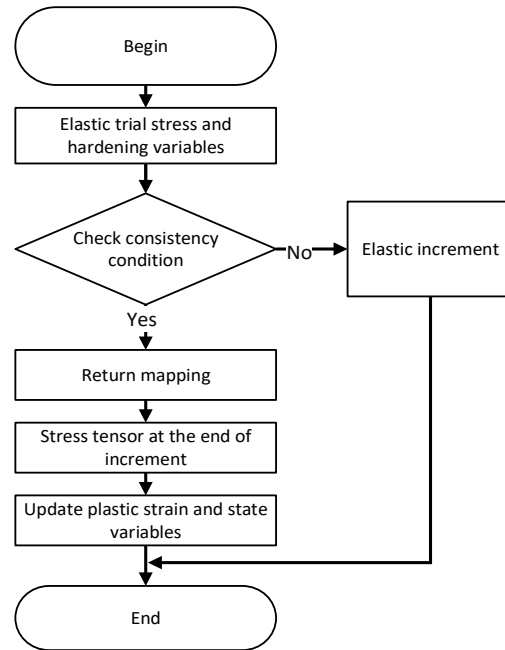 Begin
Elastic trial stress and
hardening variables
Check consistency
condition
No
Elastic increment
Yes
Return mapping
Stress tensor at the end of
increment
Update plastic strain and state
variables
End